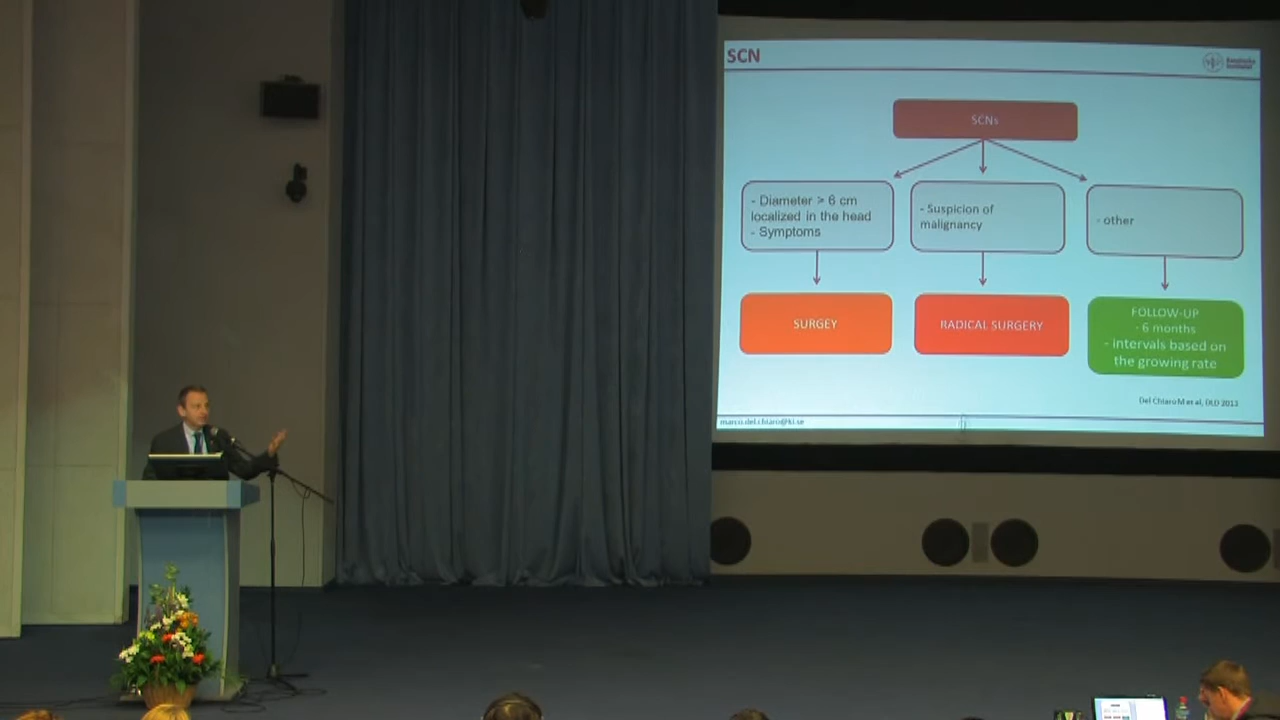 SCN
Karolinska
Institutet
SCNs
- Diameter > 6 cm
localized in the head
- Symptoms
- Suspicion of
malignancy
- other
SURGEY
RADICAL SURGERY
FOLLOW-UP
- 6 months
- intervals based on
the growing rate
Del Chiaro M et al, DLD 2013
marco.del.chiaro@ki.se